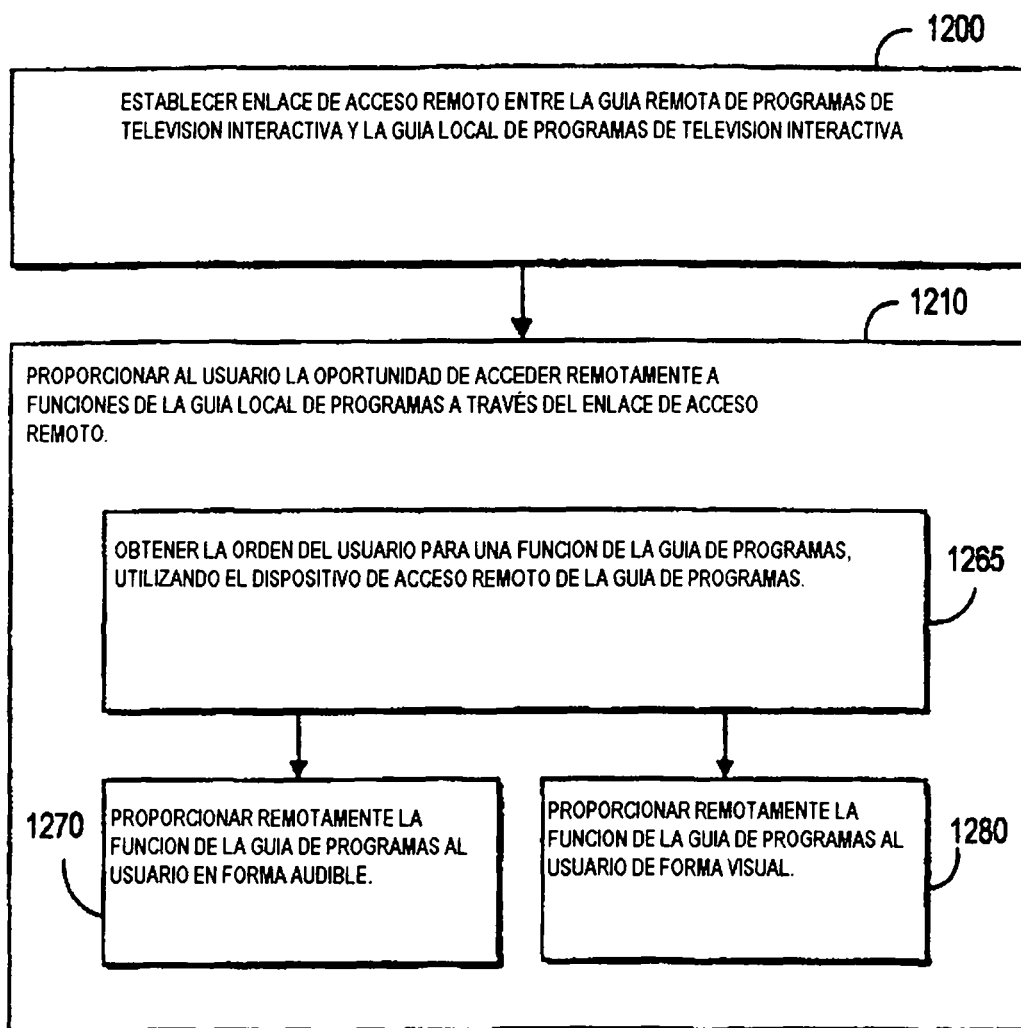 1200
ESTABLECER ENLACE DE ACCESO REMOTO ENTRE LA GUIA REMOTA DE PROGRAMAS DE
TELEVISION INTERACTIVA Y LA GUIA LOCAL DE PROGRAMAS DE TELEVISION INTERACTIVA
1210
PROPORCIONAR AL USUARIO LA OPORTUNIDAD DE ACCEDER REMOTAMENTE A
FUNCIONES DE LA GUIA LOCAL DE PROGRAMAS A TRAVÉS DEL ENLACE DE ACCESO
REMOTO.
OBTENER LA ORDEN DEL USUARIO PARA UNA FUNCION DE LA GUIA DE PROGRAMAS,
UTILIZANDO EL DISPOSITIVO DE ACCESO REMOTO DE LA GUIA DE PROGRAMAS.
1265
1270
PROPORCIONAR REMOTAMENTE LA
FUNCION DE LA GUIA DE PROGRAMAS AL
USUARIO EN FORMA AUDIBLE.
PROPORCIONAR REMOTAMENTE LA
FUNCION DE LA GUIA DE PROGRAMAS AL
USUARIO DE FORMA VISUAL.
1280